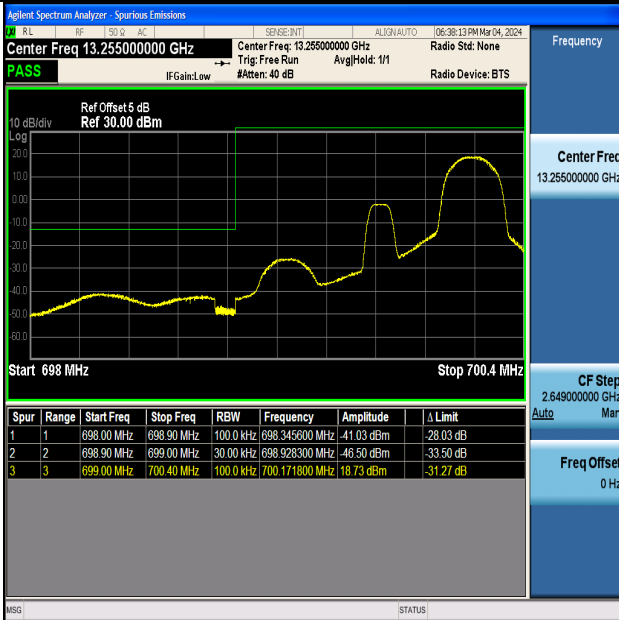 Agilent Spectrum Analyzer - Spurious Emissions
RL RF 50 Ω AC SENSE:INT ALIGN AUTO 06:38:13 PM Mar 04, 2024
Center Freq 13.255000000 GHz
Center Freq: 13.255000000 GHz Radio Std: None
Trig: Free Run Avg|Hold: 1/1
PASS
IFGain:Low #Atten: 40 dB Radio Device: BTS
Ref Offset 5 dB
10 dB/div Ref 30.00 dBm
Log
20.0
10.0
0.00
-10.0
-20.0
-30.0
-40.0
-50.0
-60.0
Start 698 MHz Stop 700.4 MHz
Spur Range Start Freq Stop Freq RBW Frequency Amplitude Δ Limit
1 1 698.00 MHz 698.90 MHz 100.0 kHz 698.345600 MHz -41.03 dBm -28.03 dB
2 2 698.90 MHz 699.00 MHz 30.00 kHz 698.928300 MHz -46.50 dBm -33.50 dB
3 3 699.00 MHz 700.40 MHz 100.0 kHz 700.171800 MHz 18.73 dBm -31.27 dB
MSG STATUS
Frequency
Center Freq
13.255000000 GHz
CF Step
2.649000000 GHz
Auto Man
Freq Offset
0 Hz